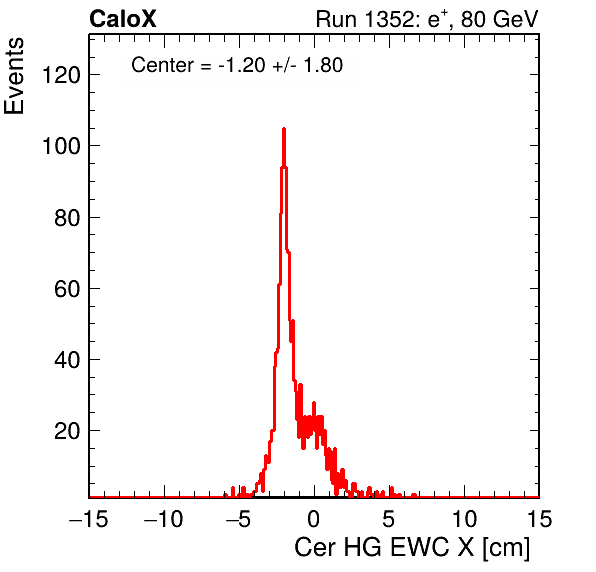 CaloX Run 1352: e⁺, 80 GeV
Center = -1.20 +/- 1.80
Events
120
100
80
60
40
20
−15 −10 −5 0 5 10 15
Cer HG EWC X [cm]